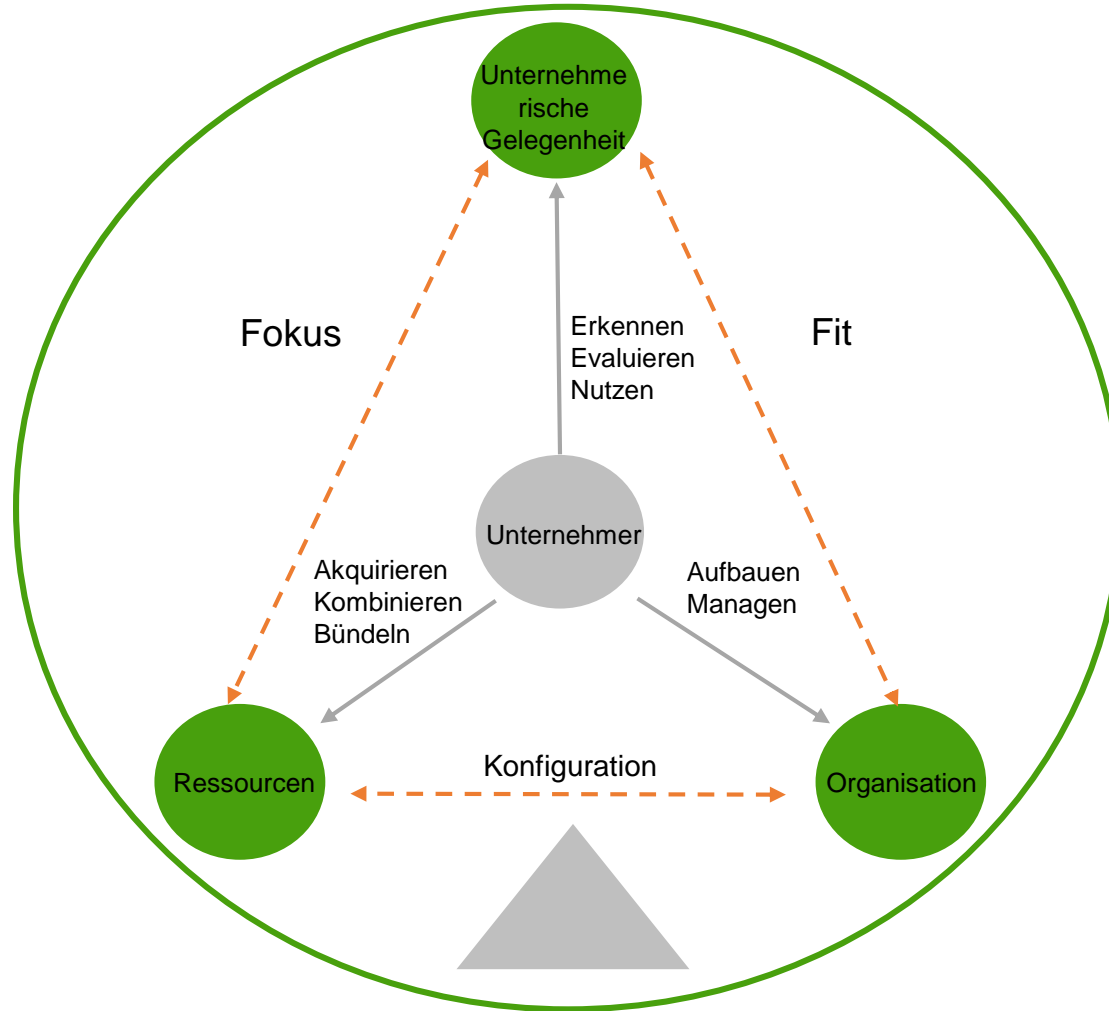 Unternehme
rische
Gelegenheit
Fokus
Fit
Erkennen
Evaluieren
Nutzen
Unternehmer
Akquirieren
Kombinieren
Bündeln
Aufbauen
Managen
Konfiguration
Ressourcen
Organisation